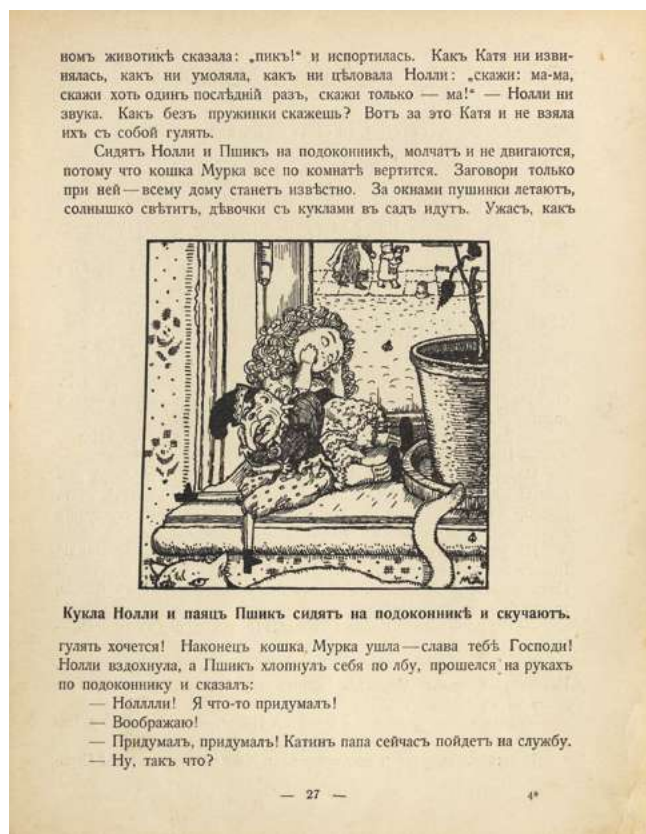 номъ животикѣ сказала: „пикъ!“ и испортилась. Какъ Катя ни изви-
нялась, какъ ни умоляла, какъ ни цѣловала Нолли: „скажи: ма-ма,
скажи хоть одинъ послѣдній разъ, скажи только — ма!“ — Нолли ни
звука. Какъ безъ пружинки скажешь? Вотъ за это Катя и не взяла
ихъ съ собой гулять.
Сидятъ Нолли и Пшикъ на подоконникѣ, молчатъ и не двигаются,
потому что кошка Мурка все по комнатѣ вертится. Заговори только
при ней — всему дому станетъ извѣстно. За окнами пушинки летаютъ,
солнышко свѣтитъ, дѣвочки съ куклами въ садъ идутъ. Ужасъ, какъ
Кукла Нолли и паяцъ Пшикъ сидятъ на подоконникѣ и скучаютъ.
гулять хочется! Наконецъ кошка Мурка ушла — слава тебѣ Господи!
Нолли вздохнула, а Пшикъ хлопнулъ себя по лбу, прошелся на рукахъ
по подоконнику и сказалъ:
— Нолллли! Я что-то придумалъ!
— Воображаю!
— Придумалъ, придумалъ! Катинъ папа сейчасъ пойдетъ на службу.
— Ну, такъ что?
— 27 —
4*